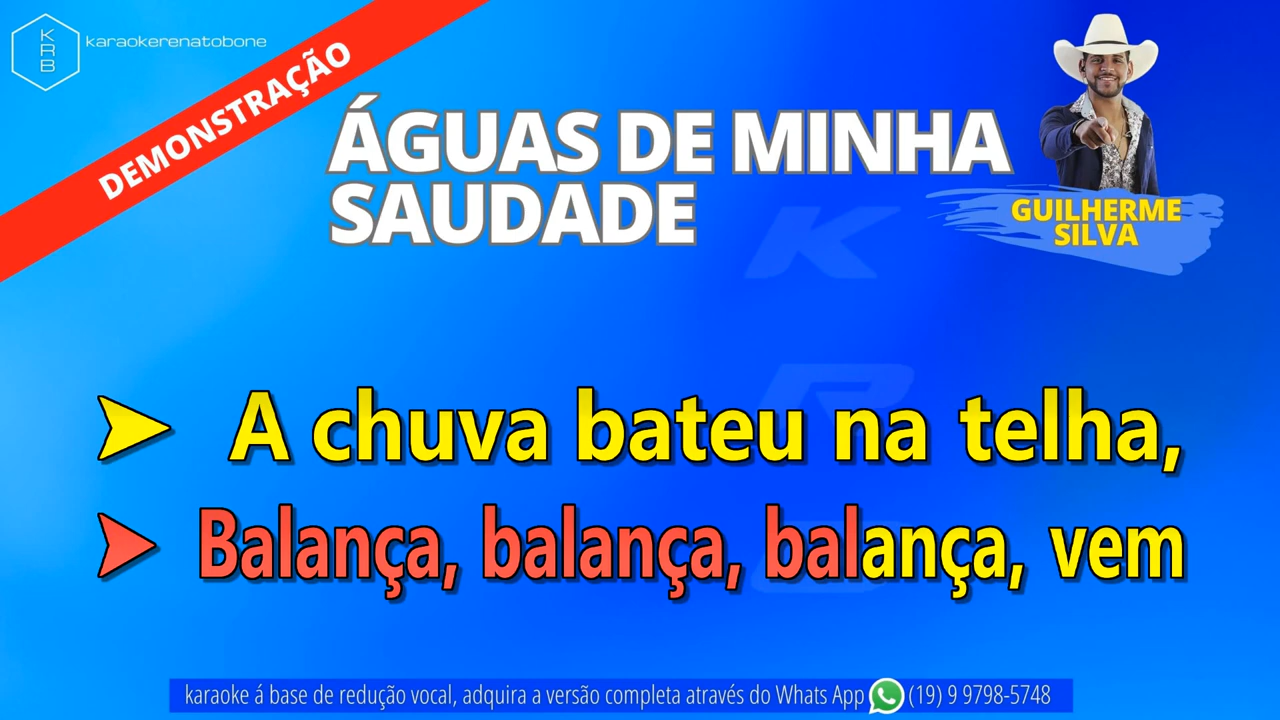 KRB
karaokerenatobone
DEMONSTRAÇÃO
ÁGUAS DE MINHA
SAUDADE
GUILHERME
SILVA
K
R
A chuva bateu na telha,
Balança, balança, balança, vem
karaoke á base de redução vocal, adquira a versão completa através do Whats App (19) 9 9798-5748